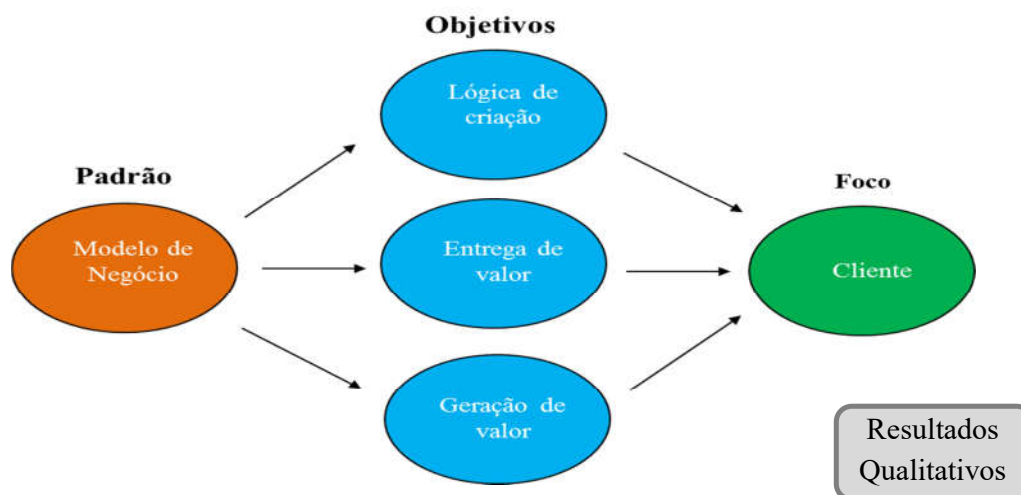 Objetivos
Lógica de
criação
Padrão
Modelo de
Negócio
Entrega de
valor
Foco
Cliente
Geração de
valor
Resultados
Qualitativos